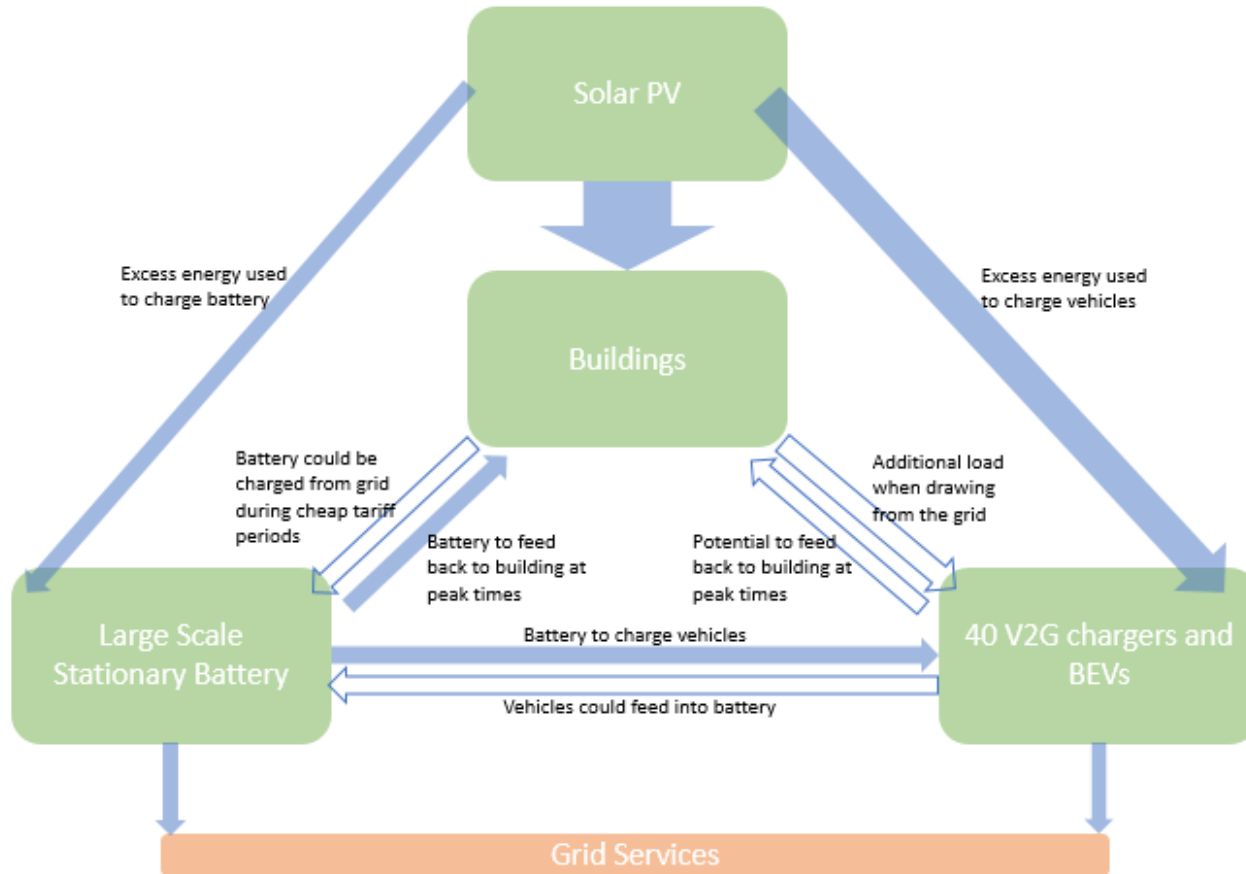 Solar PV
Excess energy used
to charge battery
Excess energy used
to charge vehicles
Buildings
Battery could be
charged from grid
during cheap tariff
periods
Battery to feed
back to building at
peak times
Potential to feed
back to building at
peak times
Additional load
when drawing
from the grid
Large Scale
Stationary Battery
Battery to charge vehicles
Vehicles could feed into battery
40 V2G chargers and
BEVs
Grid Services